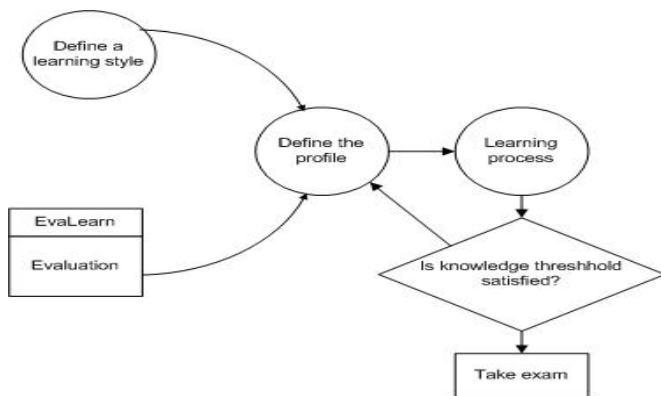 Define a
learning style
Define the
profile
Learning
process
EvaLearn
Evaluation
Is knowledge threshhold
satisfied?
Take exam